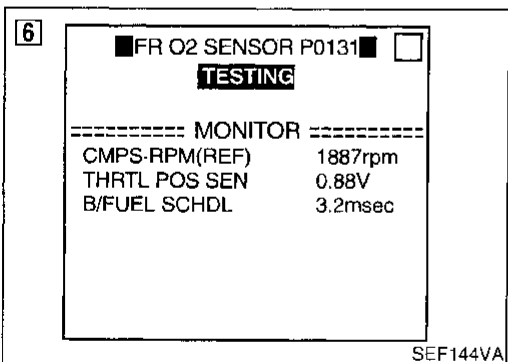 6
FR O2 SENSOR P0131
TESTING
========== MONITOR ==========
CMPS-RPM(REF) 1887rpm
THRTL POS SEN 0.88V
B/FUEL SCHDL 3.2msec
SEF144VA